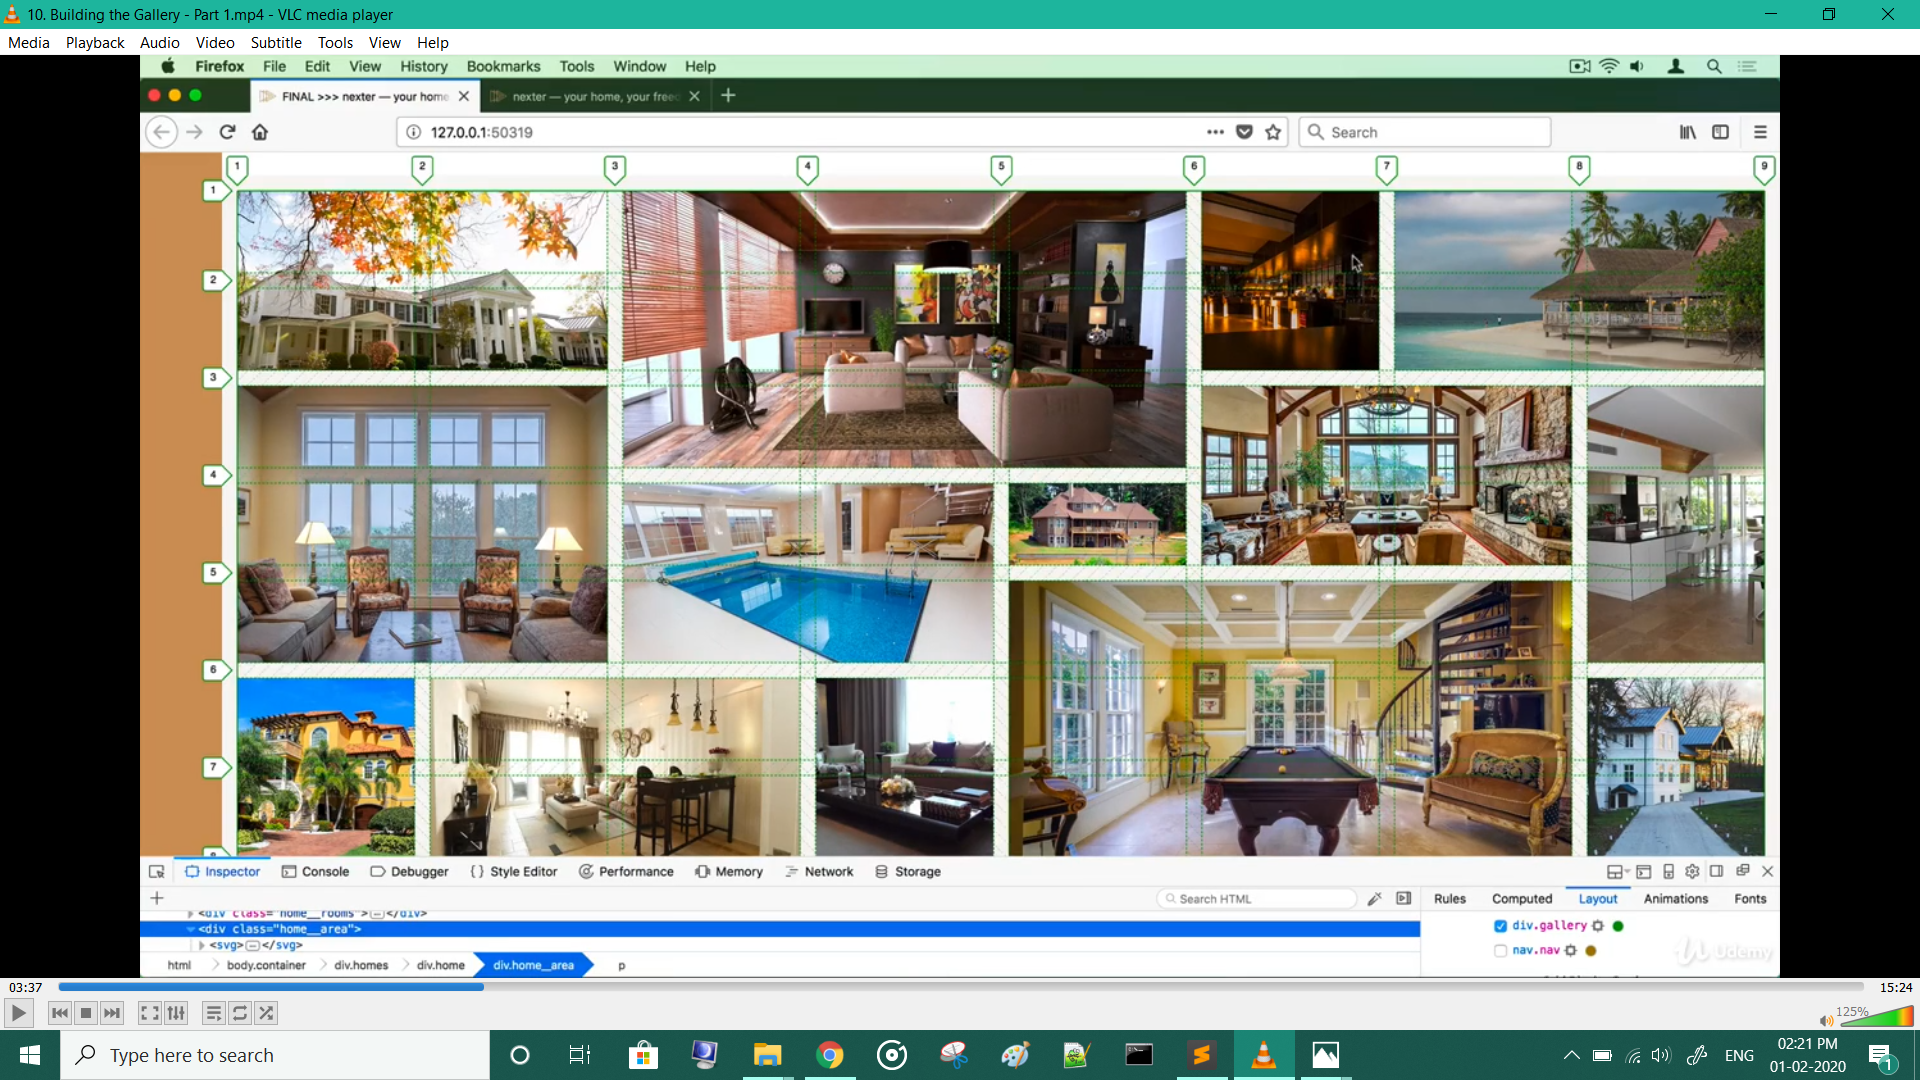 10. Building the Gallery - Part 1.mp4 - VLC media player
Media Playback Audio Video Subtitle Tools View Help
Firefox File Edit View History Bookmarks Tools Window Help
FINAL >>> nexter — your home
nexter — your home, your free
127.0.0.1:50319
Search
1 2 3 4 5 6 7 8 9
1
2
3
4
5
6
7
Inspector Console Debugger Style Editor Performance Memory Network Storage
Search HTML
Rules Computed Layout Animations Fonts
<div class="home__rooms"></div>
<div class="home__area">
<svg></svg>
div.gallery
nav.nav
html body.container div.homes div.home div.home__area p
Udemy
03:37
15:24
125%
Type here to search
ENG
02:21 PM
01-02-2020
1